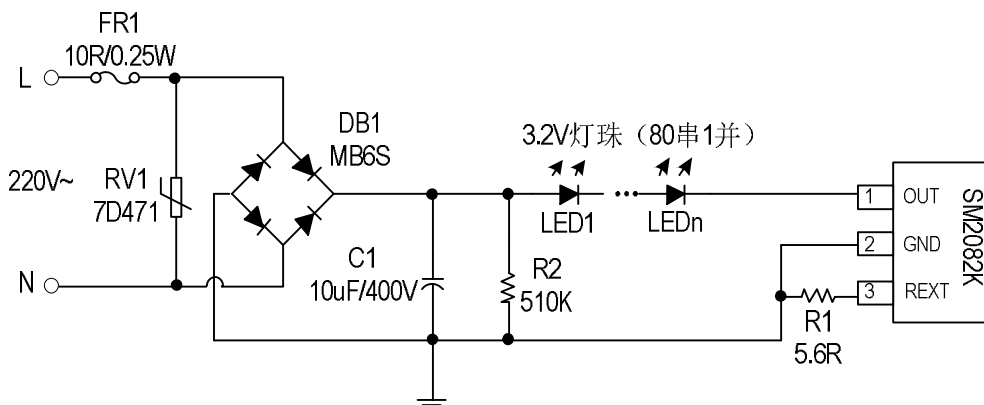 FR1
10R/0.25W
L
220V~
RV1
7D471
N
DB1
MB6S
C1
10uF/400V
R2
510K
3.2V灯珠（80串1并）
LED1
LEDn
1 OUT
2 GND
3 REXT
SM2082K
R1
5.6R